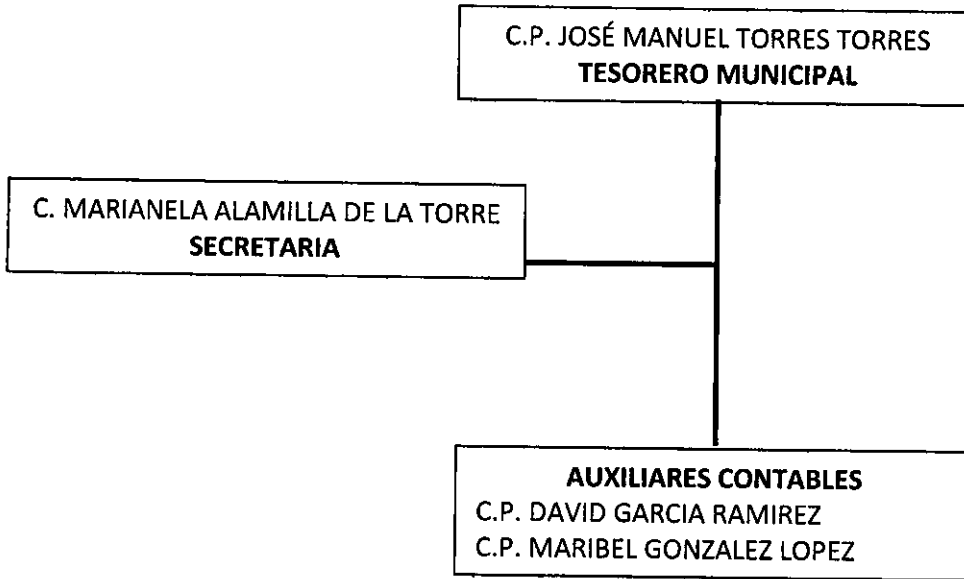 C.P. JOSÉ MANUEL TORRES TORRES
TESORERO MUNICIPAL
C. MARIANELA ALAMILLA DE LA TORRE
SECRETARIA
AUXILIARES CONTABLES
C.P. DAVID GARCIA RAMIREZ
C.P. MARIBEL GONZALEZ LOPEZ